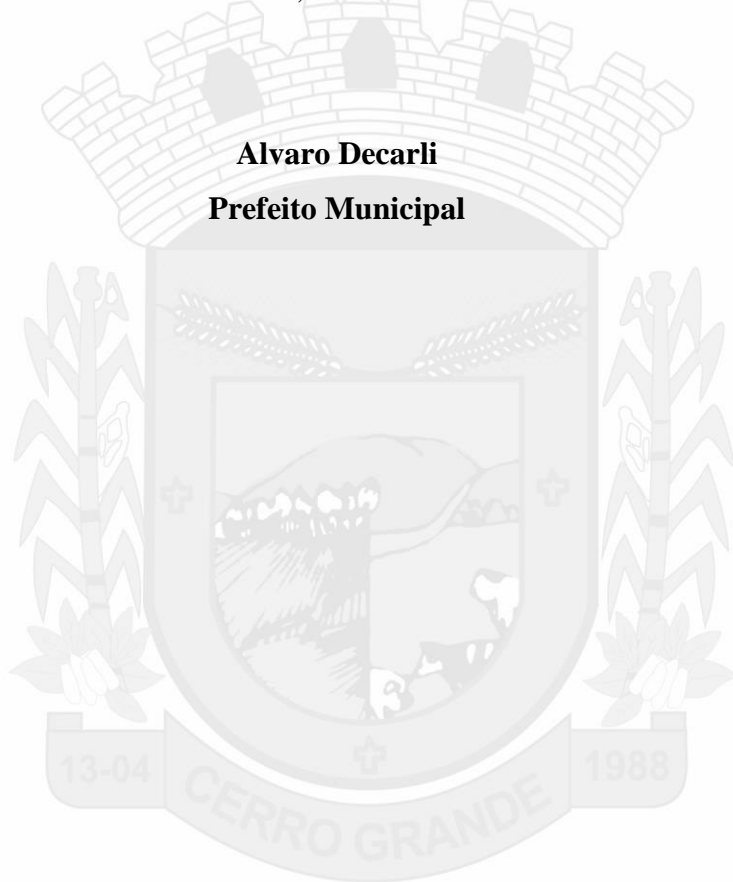 Alvaro Decarli
Prefeito Municipal
13-04
1988
CERRO GRANDE